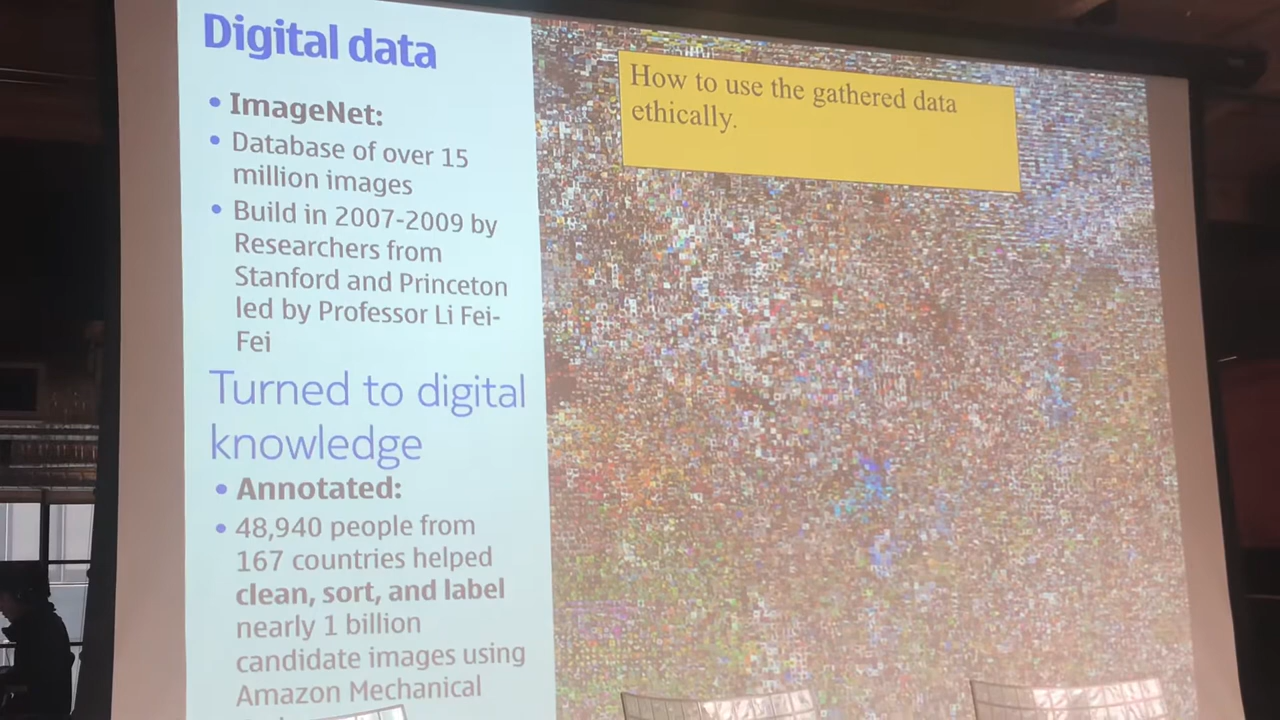 Digital data
• ImageNet:
• Database of over 15
million images
• Build in 2007-2009 by
Researchers from
Stanford and Princeton
led by Professor Li Fei-
Fei
Turned to digital
knowledge
• Annotated:
• 48,940 people from
167 countries helped
clean, sort, and label
nearly 1 billion
candidate images using
Amazon Mechanical
How to use the gathered data
ethically.